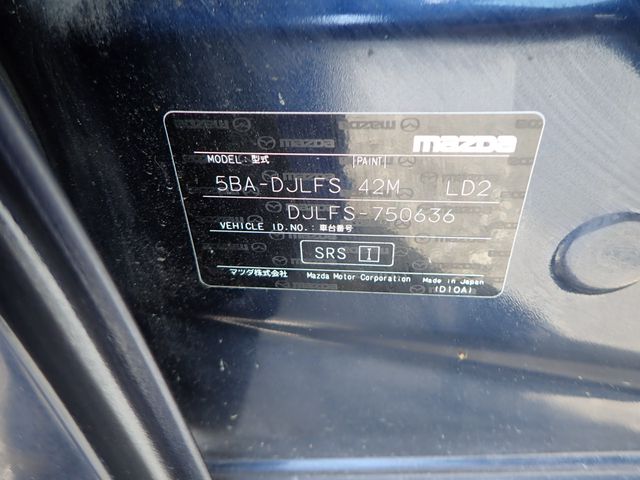 mazda
MODEL: 型式 PAINT
5BA-DJLFS 42M LD2
DJLFS-750636
VEHICLE ID.NO.: 車台番号
SRS I
マツダ株式会社 Mazda Motor Corporation Made in Japan
(D10A)